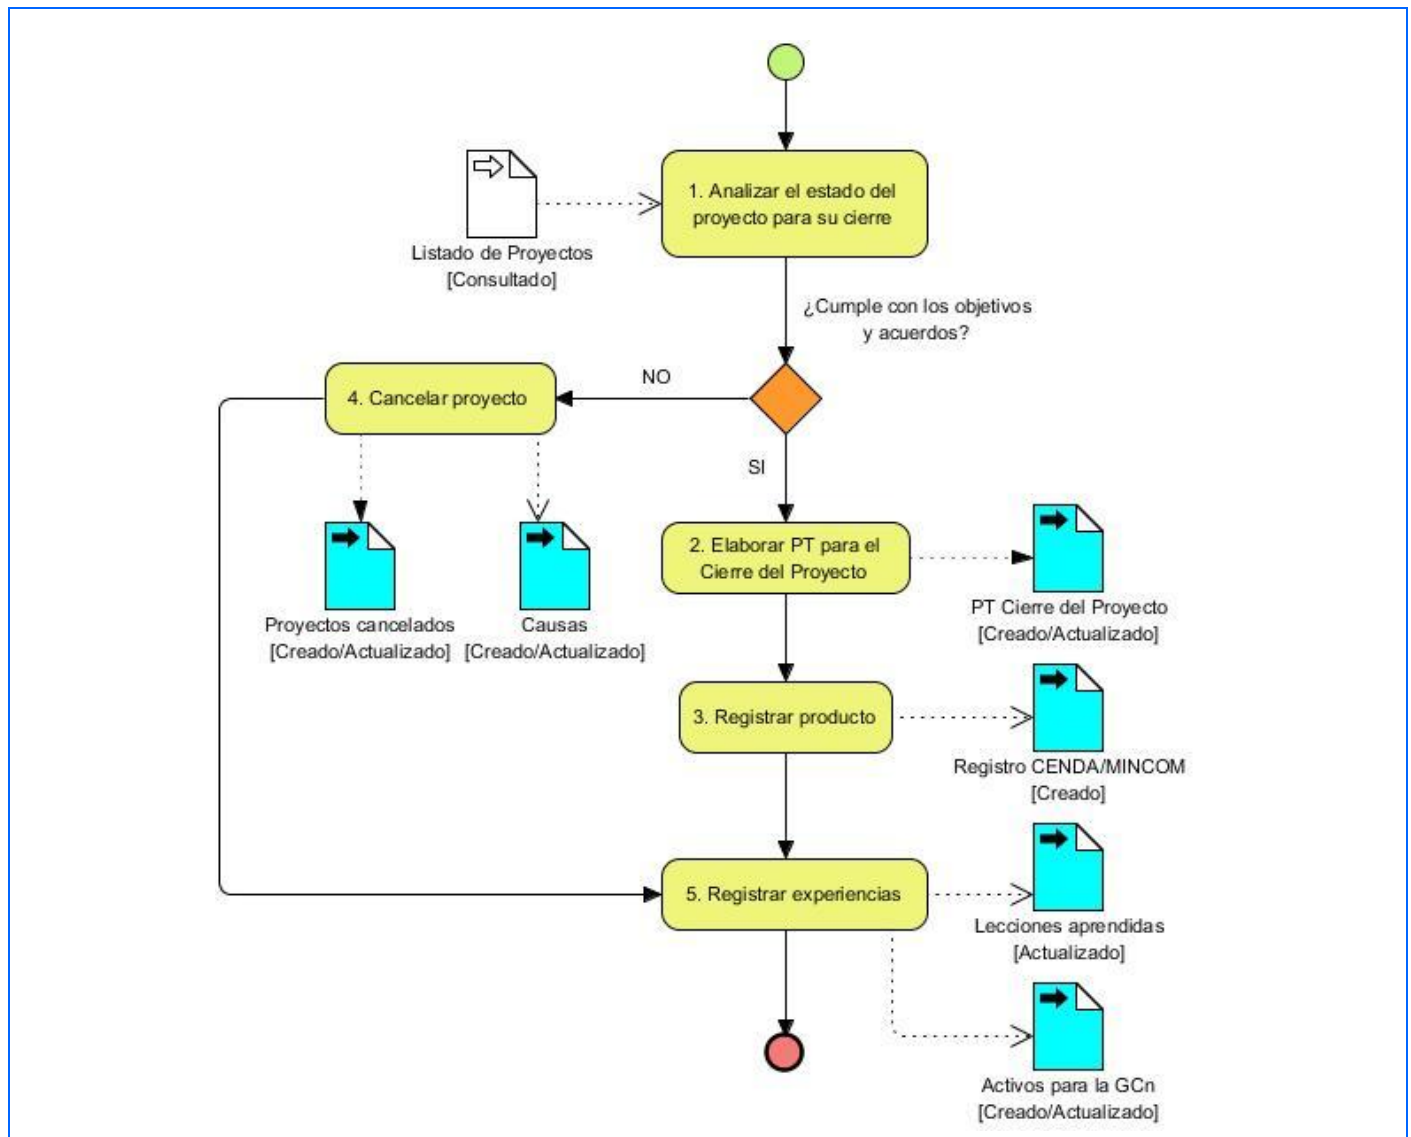 1. Analizar el estado del
proyecto para su cierre
Listado de Proyectos
[Consultado]
¿Cumple con los objetivos
y acuerdos?
NO
4. Cancelar proyecto
SI
2. Elaborar PT para el
Cierre del Proyecto
PT Cierre del Proyecto
[Creado/Actualizado]
Proyectos cancelados
[Creado/Actualizado]
Causas
[Creado/Actualizado]
3. Registrar producto
Registro CENDA/MINCOM
[Creado]
5. Registrar experiencias
Lecciones aprendidas
[Actualizado]
Activos para la GCn
[Creado/Actualizado]